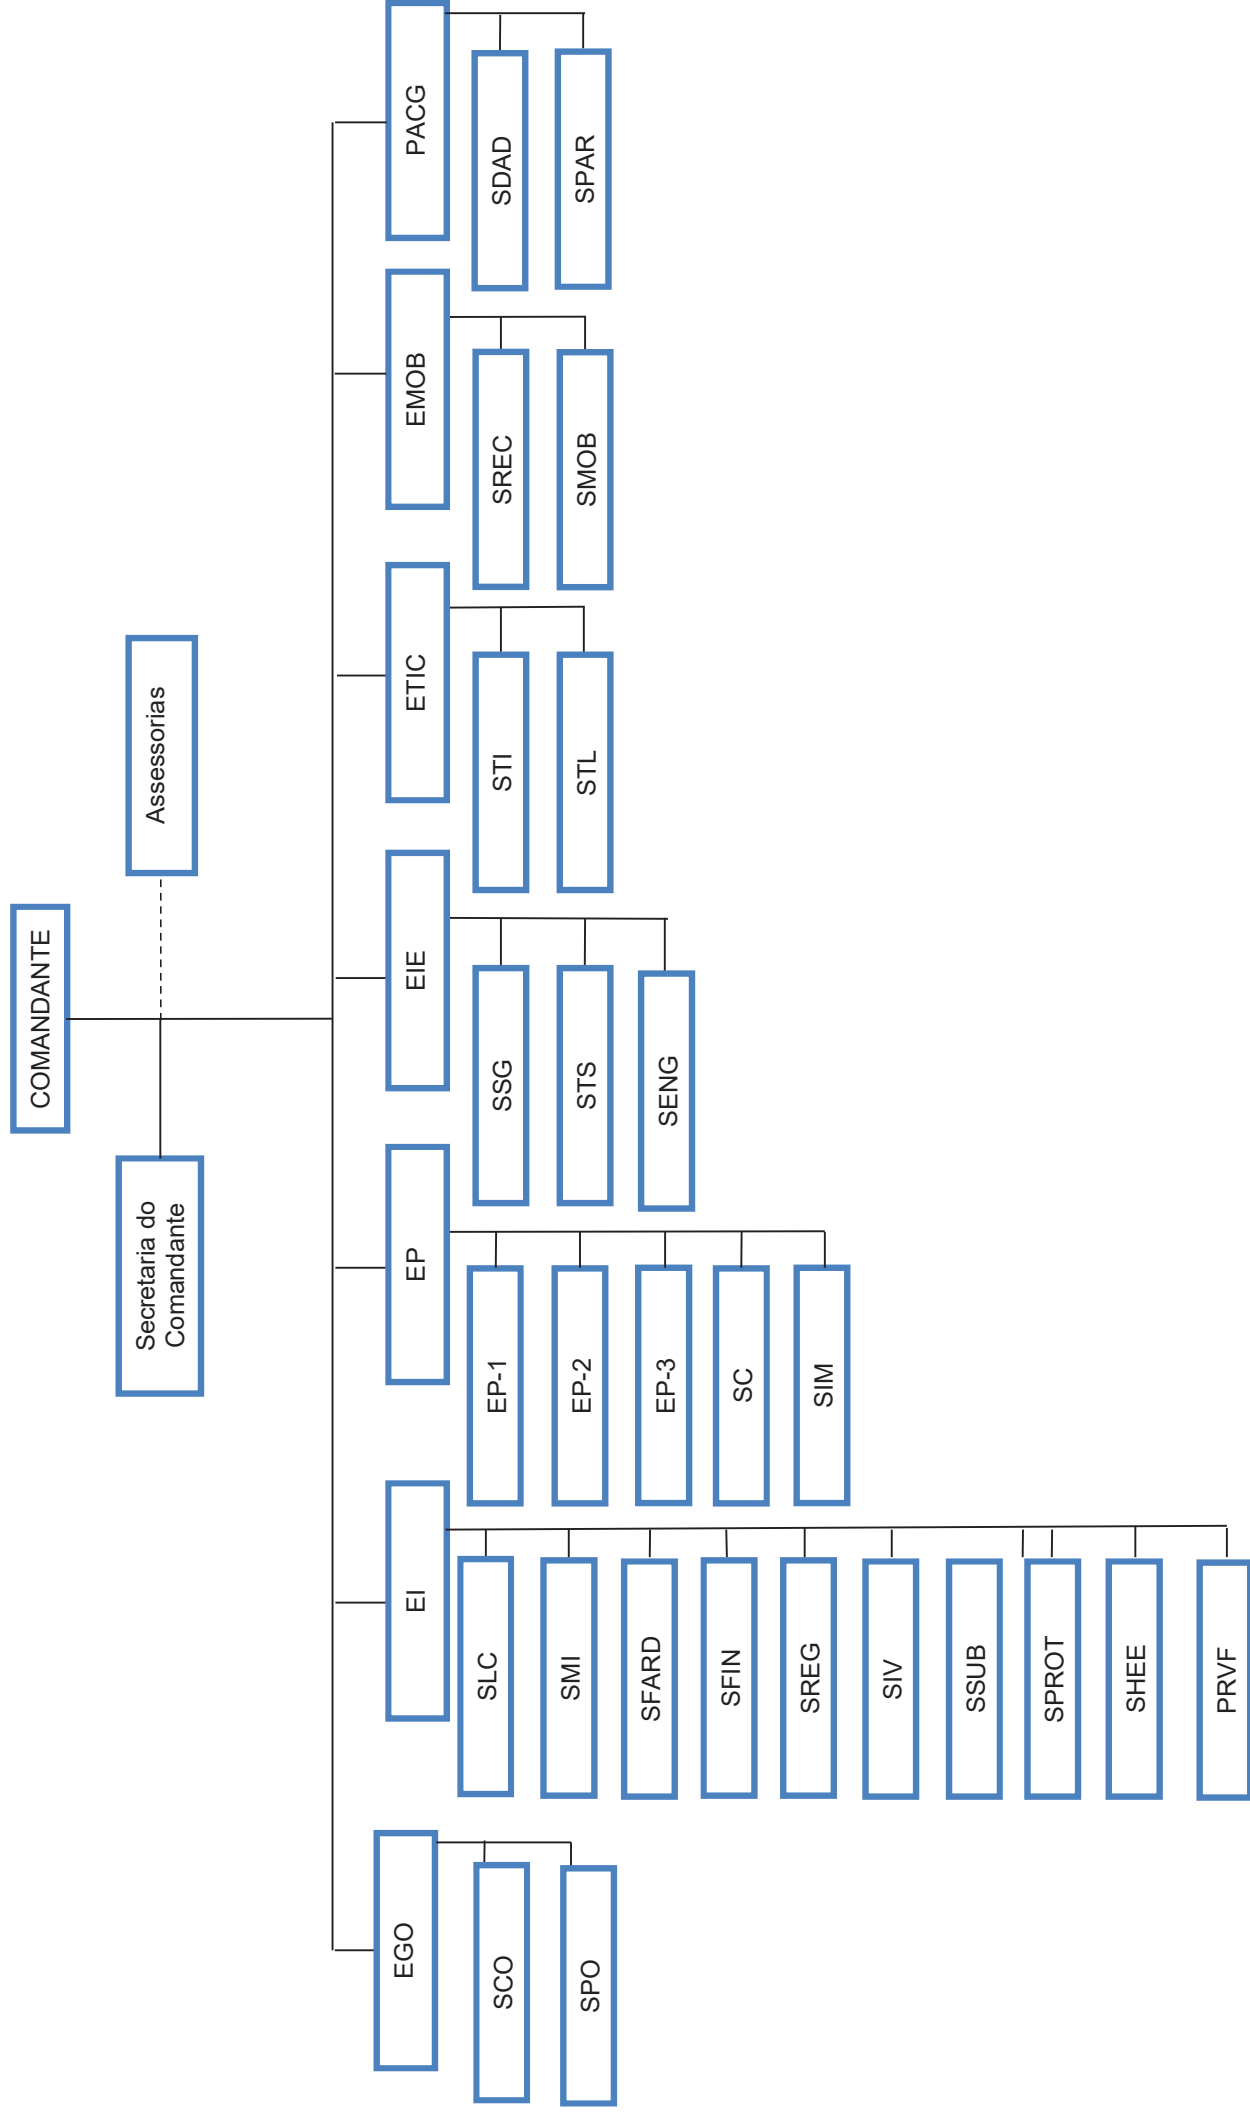 COMANDANTE
Secretaria do
Comandante
Assessorias
EGO
SCO
SPO
EI
SLC
SMI
SFARD
SFIN
SREG
SIV
SSUB
SPROT
SHEE
PRVF
EP
EP-1
EP-2
EP-3
SC
SIM
EIE
SSG
STS
SENG
ETIC
STI
STL
EMOB
SREC
SMOB
PACG
SDAD
SPAR